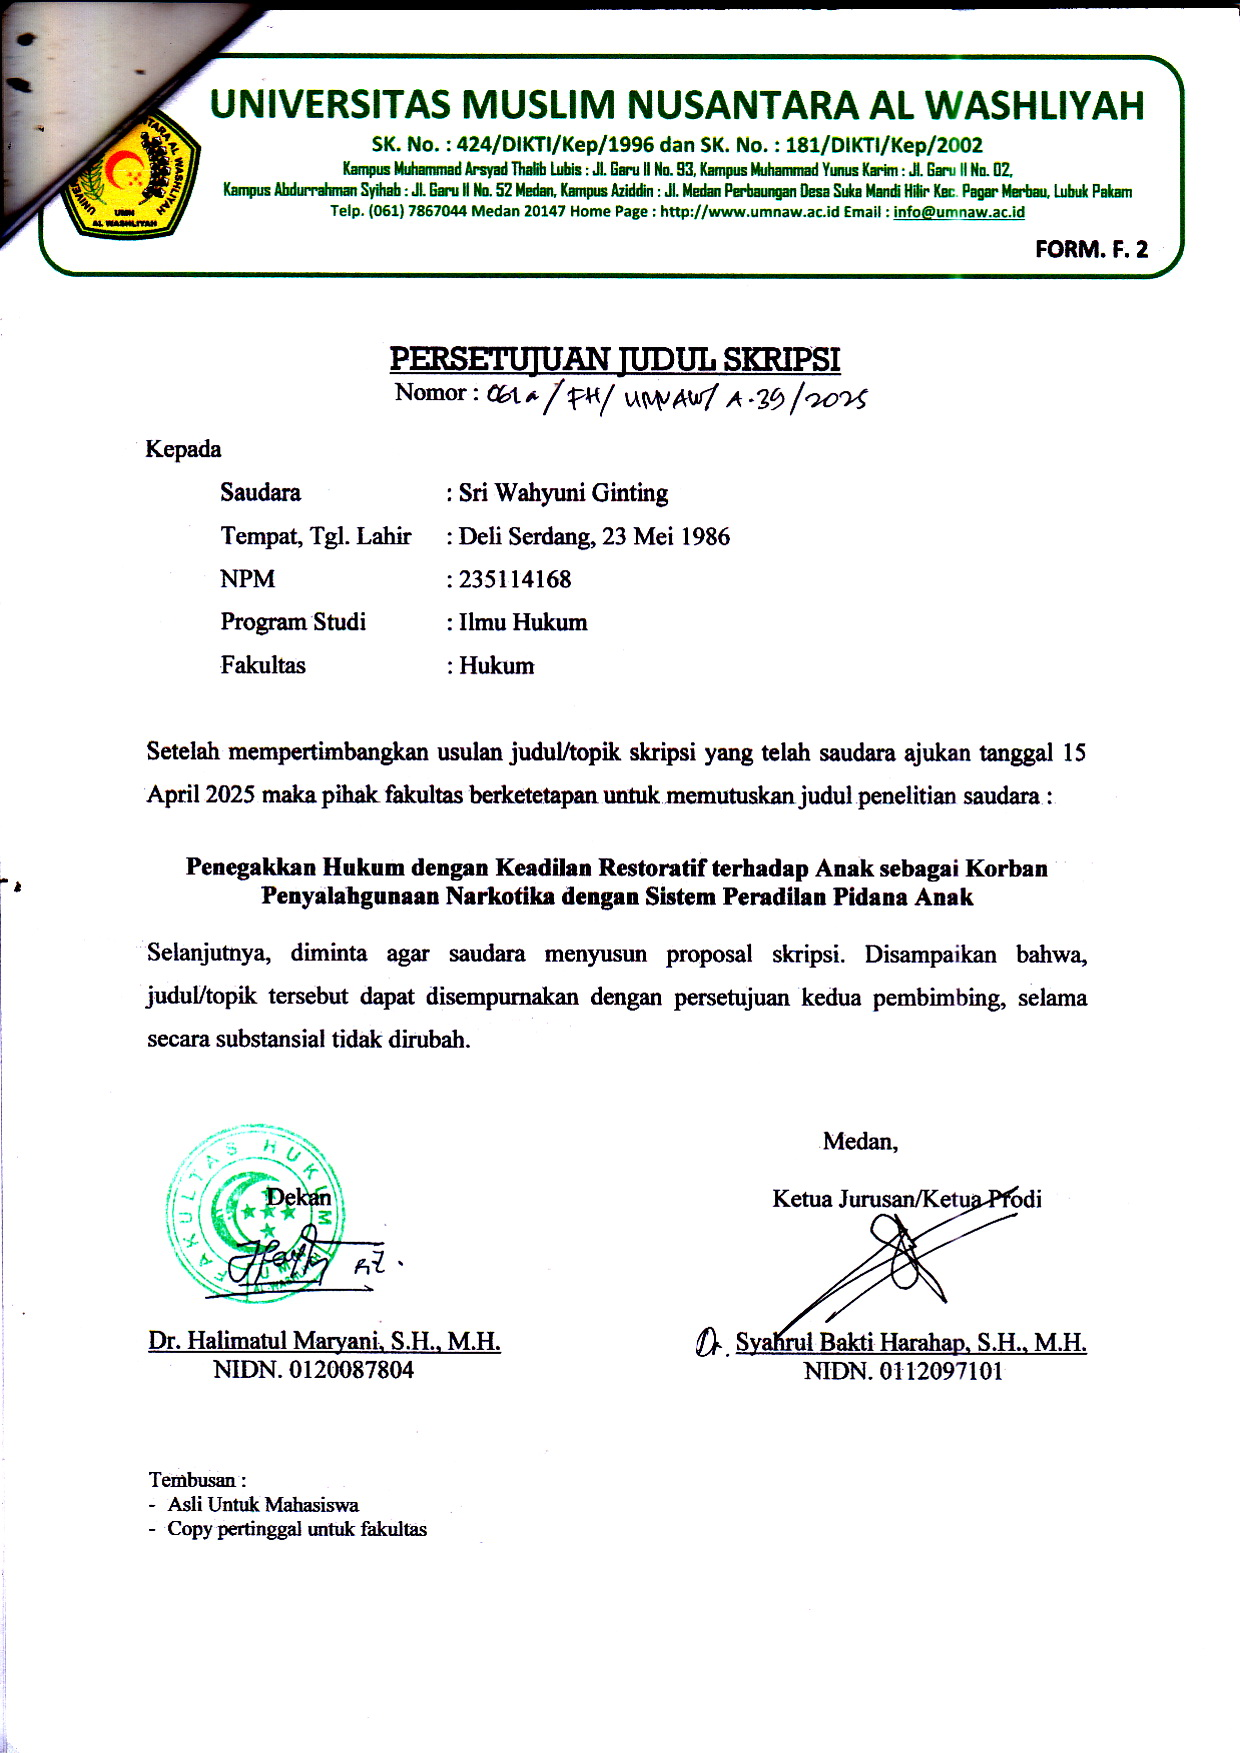 UNIVERSITAS MUSLIM NUSANTARA AL WASHLIYAH
SK. No. : 424/DIKTI/Kep/1996 dan SK. No. : 181/DIKTI/Kep/2002
Kampus Muhammad Arsyad Thalib Lubis : Jl. Garu II No. 93, Kampus Muhammad Yunus Karim : Jl. Garu II No. 02,
Kampus Abdurrahman Syihab : Jl. Garu II No. 52 Medan, Kampus Aziddin : Jl. Medan Perbaungan Desa Suka Mandi Hilir Kec. Pagar Merbau, Lubuk Pakam
Telp. (061) 7867044 Medan 20147 Home Page : http://www.umnaw.ac.id Email : info@umnaw.ac.id
UMN
AL WASHLIYAH
FORM. F. 2
PERSETUJUAN JUDUL SKRIPSI
Nomor : 061a/FH/UMNAW/A.39/2025
Kepada
Saudara : Sri Wahyuni Ginting
Tempat, Tgl. Lahir : Deli Serdang, 23 Mei 1986
NPM : 235114168
Program Studi : Ilmu Hukum
Fakultas : Hukum
Setelah mempertimbangkan usulan judul/topik skripsi yang telah saudara ajukan tanggal 15
April 2025 maka pihak fakultas berketetapan untuk memutuskan judul penelitian saudara :
Penegakkan Hukum dengan Keadilan Restoratif terhadap Anak sebagai Korban
Penyalahgunaan Narkotika dengan Sistem Peradilan Pidana Anak
Selanjutnya, diminta agar saudara menyusun proposal skripsi. Disampaikan bahwa,
judul/topik tersebut dapat disempurnakan dengan persetujuan kedua pembimbing, selama
secara substansial tidak dirubah.
Medan,
Dekan
Ketua Jurusan/Ketua Prodi
FAKULTAS HUKUM
Dr. Halimatul Maryani, S.H., M.H.
NIDN. 0120087804
Dr. Syahrul Bakti Harahap, S.H., M.H.
NIDN. 0112097101
Tembusan :
- Asli Untuk Mahasiswa
- Copy pertinggal untuk fakultas